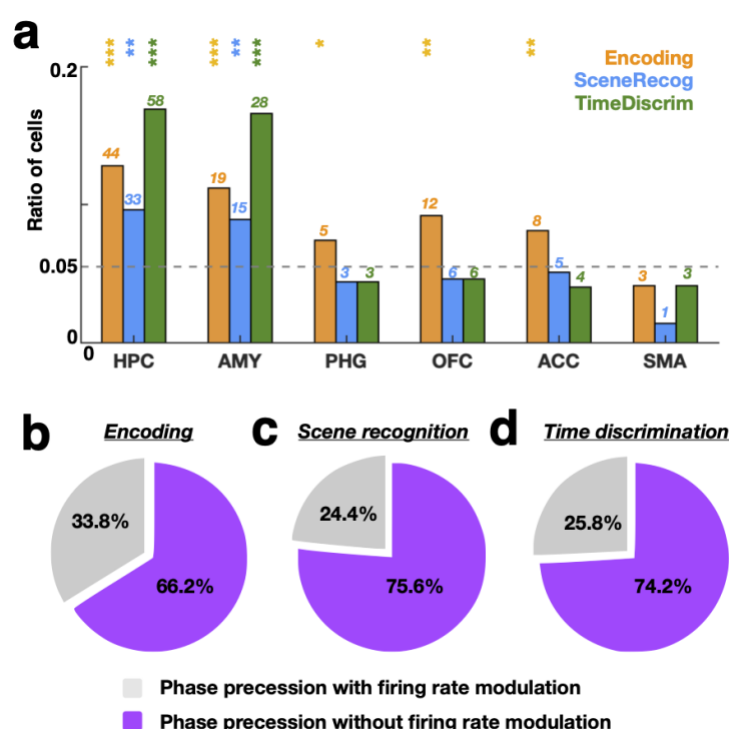 a
*** ** *** *** ** *** * ** **
Encoding
SceneRecog
TimeDiscrim
Ratio of cells
0.2
0.05
0
0
44 33 58 19 15 28 5 3 3 12 6 6 8 5 4 3 1 3
HPC AMY PHG OFC ACC SMA
b Encoding c Scene recognition d Time discrimination
33.8% 66.2% 24.4% 75.6% 25.8% 74.2%
Phase precession with firing rate modulation
Phase precession without firing rate modulation